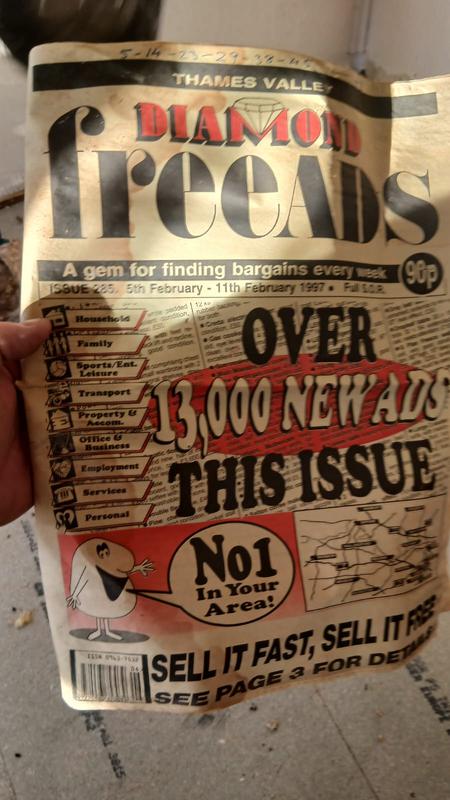 5-14-23-29-38-45
THAMES VALLEY
DIAMOND
freeADS
A gem for finding bargains every week
90p
ISSUE 285. 5th February - 11th February 1997 • Full S.O.R.
Household
Family
Sports/Ent.
Leisure
Transport
Property &
Accom.
Office &
Business
Employment
Services
Personal
OVER
13,000 NEW ADS
THIS ISSUE
No1
In Your
Area!
SELL IT FAST, SELL IT FREE
SEE PAGE 3 FOR DETAILS